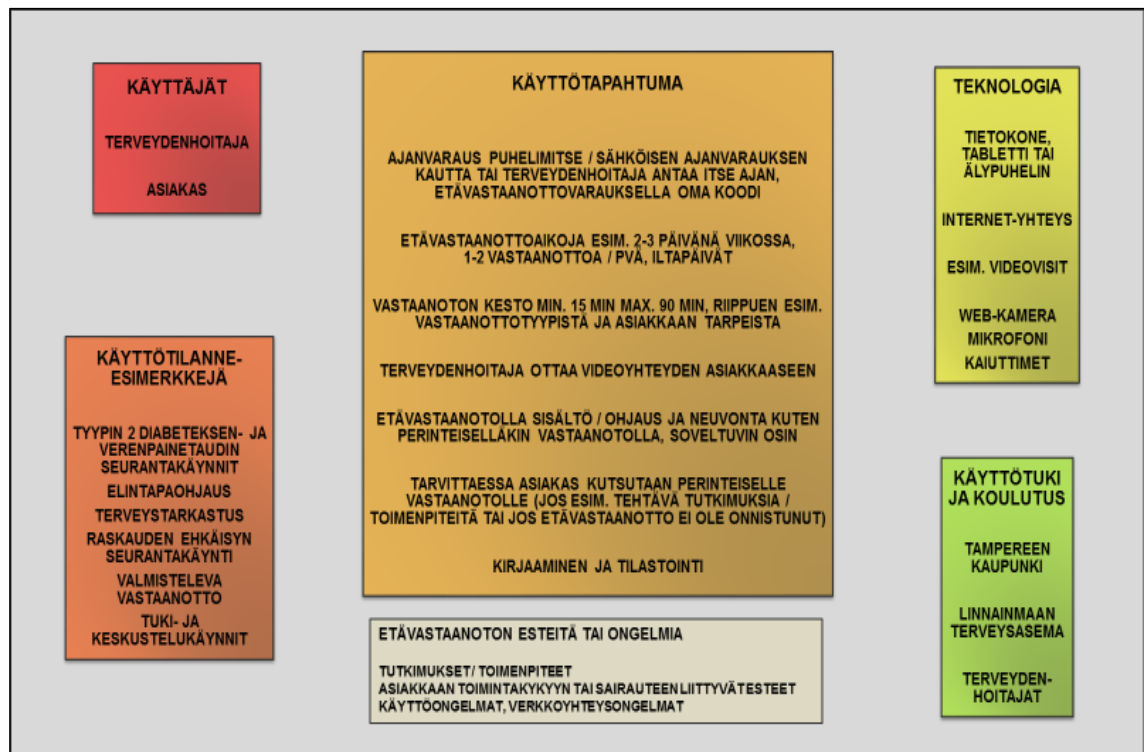 KÄYTTÄJÄT
TERVEYDENHOITAJA
ASIAKAS
KÄYTTÖTILANNE-
ESIMERKKEJÄ
TYYPIN 2 DIABETEKSEN- JA
VERENPAINETAUDIN
SEURANTAKÄYNNIT
ELINTAPAOHJAUS
TERVEYSTARKASTUS
RASKAUDEN EHKÄISYN
SEURANTAKÄYNTI
VALMISTELEVA
VASTAANOTTO
TUKI- JA
KESKUSTELUKÄYNNIT
KÄYTTÖTAPAHTUMA
AJANVARAUS PUHELIMITSE / SÄHKÖISEN AJANVARAUKSEN
KAUTTA TAI TERVEYDENHOITAJA ANTAA ITSE AJAN,
ETÄVASTAANOTTOVARAUKSELLA OMA KOODI
ETÄVASTAANOTTOAIKOJA ESIM. 2-3 PÄIVÄNÄ VIIKOSSA,
1-2 VASTAANOTTOA / PVÄ, ILTAPÄIVÄT
VASTAANOTON KESTO MIN. 15 MIN MAX. 90 MIN, RIIPPUEN ESIM.
VASTAANOTTOTYYPISTÄ JA ASIAKKAAN TARPEISTA
TERVEYDENHOITAJA OTTAA VIDEOYHTEYDEN ASIAKKAASEEN
ETÄVASTAANOTOLLA SISÄLTÖ / OHJAUS JA NEUVONTA KUTEN
PERINTEISELLÄKIN VASTAANOTOLLA, SOVELTUVIN OSIN
TARVITTAESSA ASIAKAS KUTSUTAAN PERINTEISELLE
VASTAANOTOLLE (JOS ESIM. TEHTÄVÄ TUTKIMUKSIA /
TOIMENPITEITÄ TAI JOS ETÄVASTAANOTTO EI OLE ONNISTUNUT)
KIRJAAMINEN JA TILASTOINTI
ETÄVASTAANOTON ESTEITÄ TAI ONGELMIA
TUTKIMUKSET/ TOIMENPITEET
ASIAKKAAN TOIMINTAKYKYYN TAI SAIRAUTEEN LIITTYVÄT ESTEET
KÄYTTÖONGELMAT, VERKKOYHTEYSONGELMAT
TEKNOLOGIA
TIETOKONE,
TABLETTI TAI
ÄLYPUHELIN
INTERNET-YHTEYS
ESIM. VIDEOVISIT
WEB-KAMERA
MIKROFONI
KAIUTTIMET
KÄYTTÖTUKI
JA KOULUTUS
TAMPEREEN
KAUPUNKI
LINNAINMAAN
TERVEYSASEMA
TERVEYDEN-
HOITAJAT